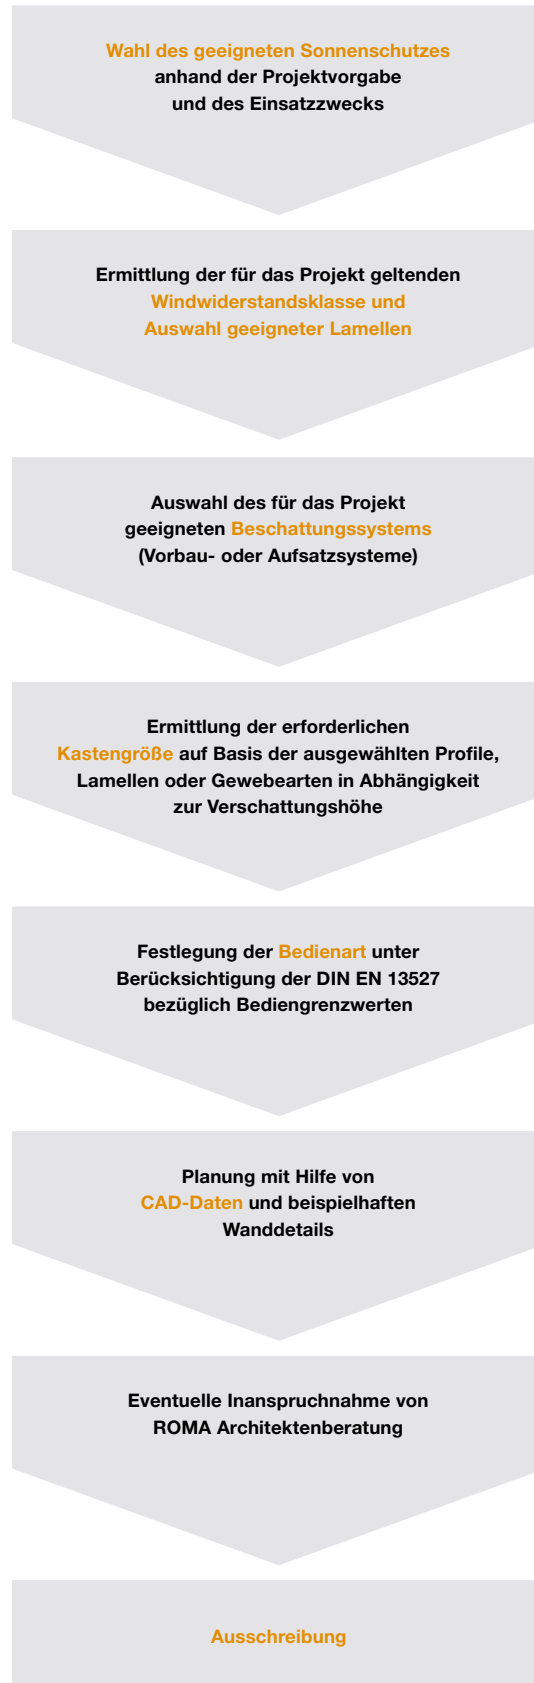 Wahl des geeigneten Sonnenschutzes
anhand der Projektvorgabe
und des Einsatzzwecks
Ermittlung der für das Projekt geltenden
Windwiderstandsklasse und
Auswahl geeigneter Lamellen
Auswahl des für das Projekt
geeigneten Beschattungssystems
(Vorbau- oder Aufsatzsysteme)
Ermittlung der erforderlichen
Kastengröße auf Basis der ausgewählten Profile,
Lamellen oder Gewebearten in Abhängigkeit
zur Verschattungshöhe
Festlegung der Bedienart unter
Berücksichtigung der DIN EN 13527
bezüglich Bediengrenzwerten
Planung mit Hilfe von
CAD-Daten und beispielhaften
Wanddetails
Eventuelle Inanspruchnahme von
ROMA Architektenberatung
Ausschreibung